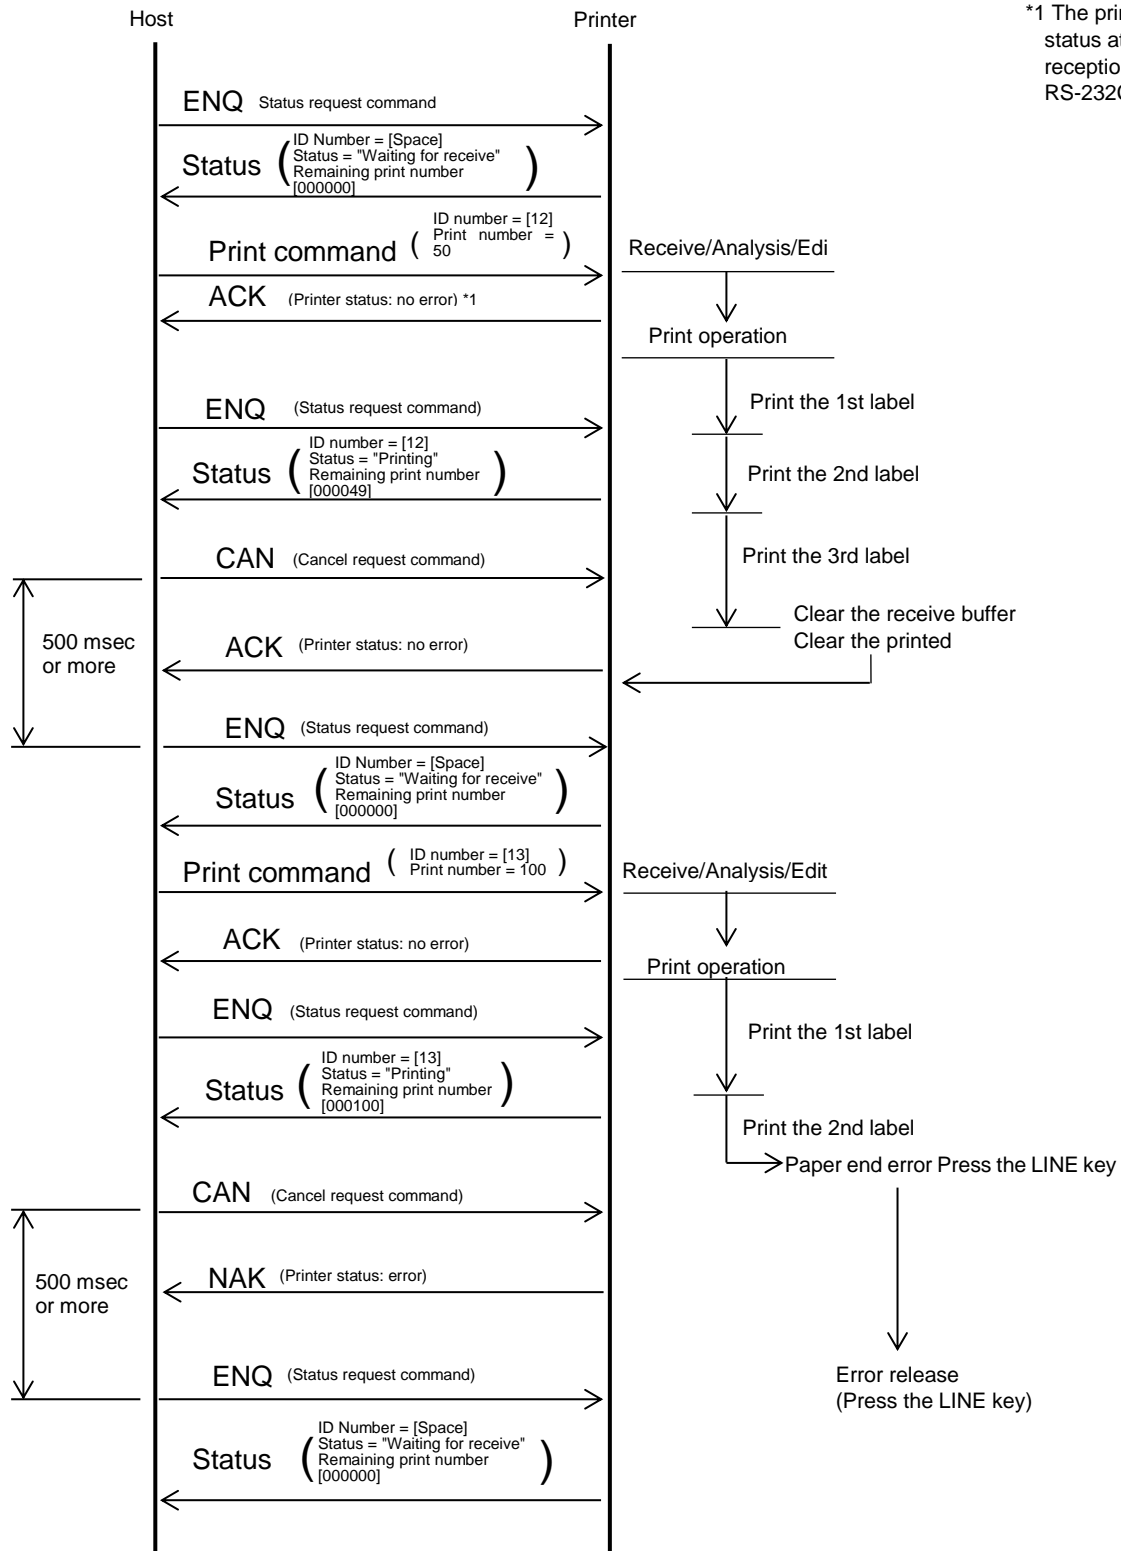 Host
Printer
*1 The
status
RS-232
ENQ Status request command
Status ( ID Number = [Space]
Status = "Waiting for receive"
Remaining print number
[000000] )
Print command ( ID number = [12]
Print number =
50 )
Receive/Analysis/Edi
ACK (Printer status: no error) *1
Print operation
ENQ (Status request command)
Print the 1st label
Status ( ID number = [12]
Status = "Printing"
Remaining print number
[000049] )
Print the 2nd label
CAN (Cancel request command)
Print the 3rd label
500 msec
or more
Clear the receive buffer
Clear the printed
ACK (Printer status: no error)
ENQ (Status request command)
Status ( ID Number = [Space]
Status = "Waiting for receive"
Remaining print number
[000000] )
Print command ( ID number = [13]
Print number = 100 )
Receive/Analysis/Edit
ACK (Printer status: no error)
Print operation
ENQ (Status request command)
Print the 1st label
Status ( ID number = [13]
Status = "Printing"
Remaining print number
[000100] )
Print the 2nd label
Paper end error Press the LINE key
CAN (Cancel request command)
500 msec
or more
NAK (Printer status: error)
ENQ (Status request command)
Error release
(Press the LINE key)
Status ( ID Number = [Space]
Status = "Waiting for receive"
Remaining print number
[000000] )